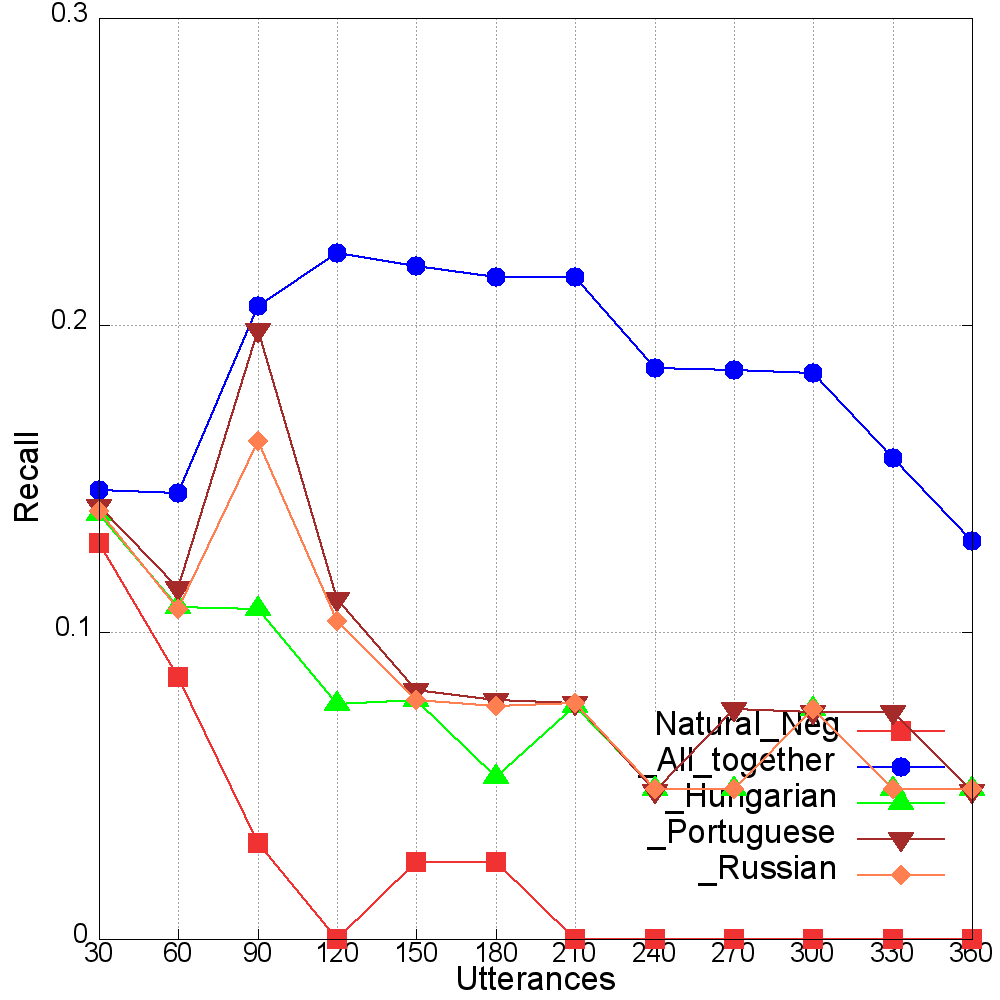 0.3
0.2
0.1
0
Recall
30 60 90 120 150 180 210 240 270 300 330 360
Utterances
Natural_Neg
_All_together
_Hungarian
_Portuguese
_Russian